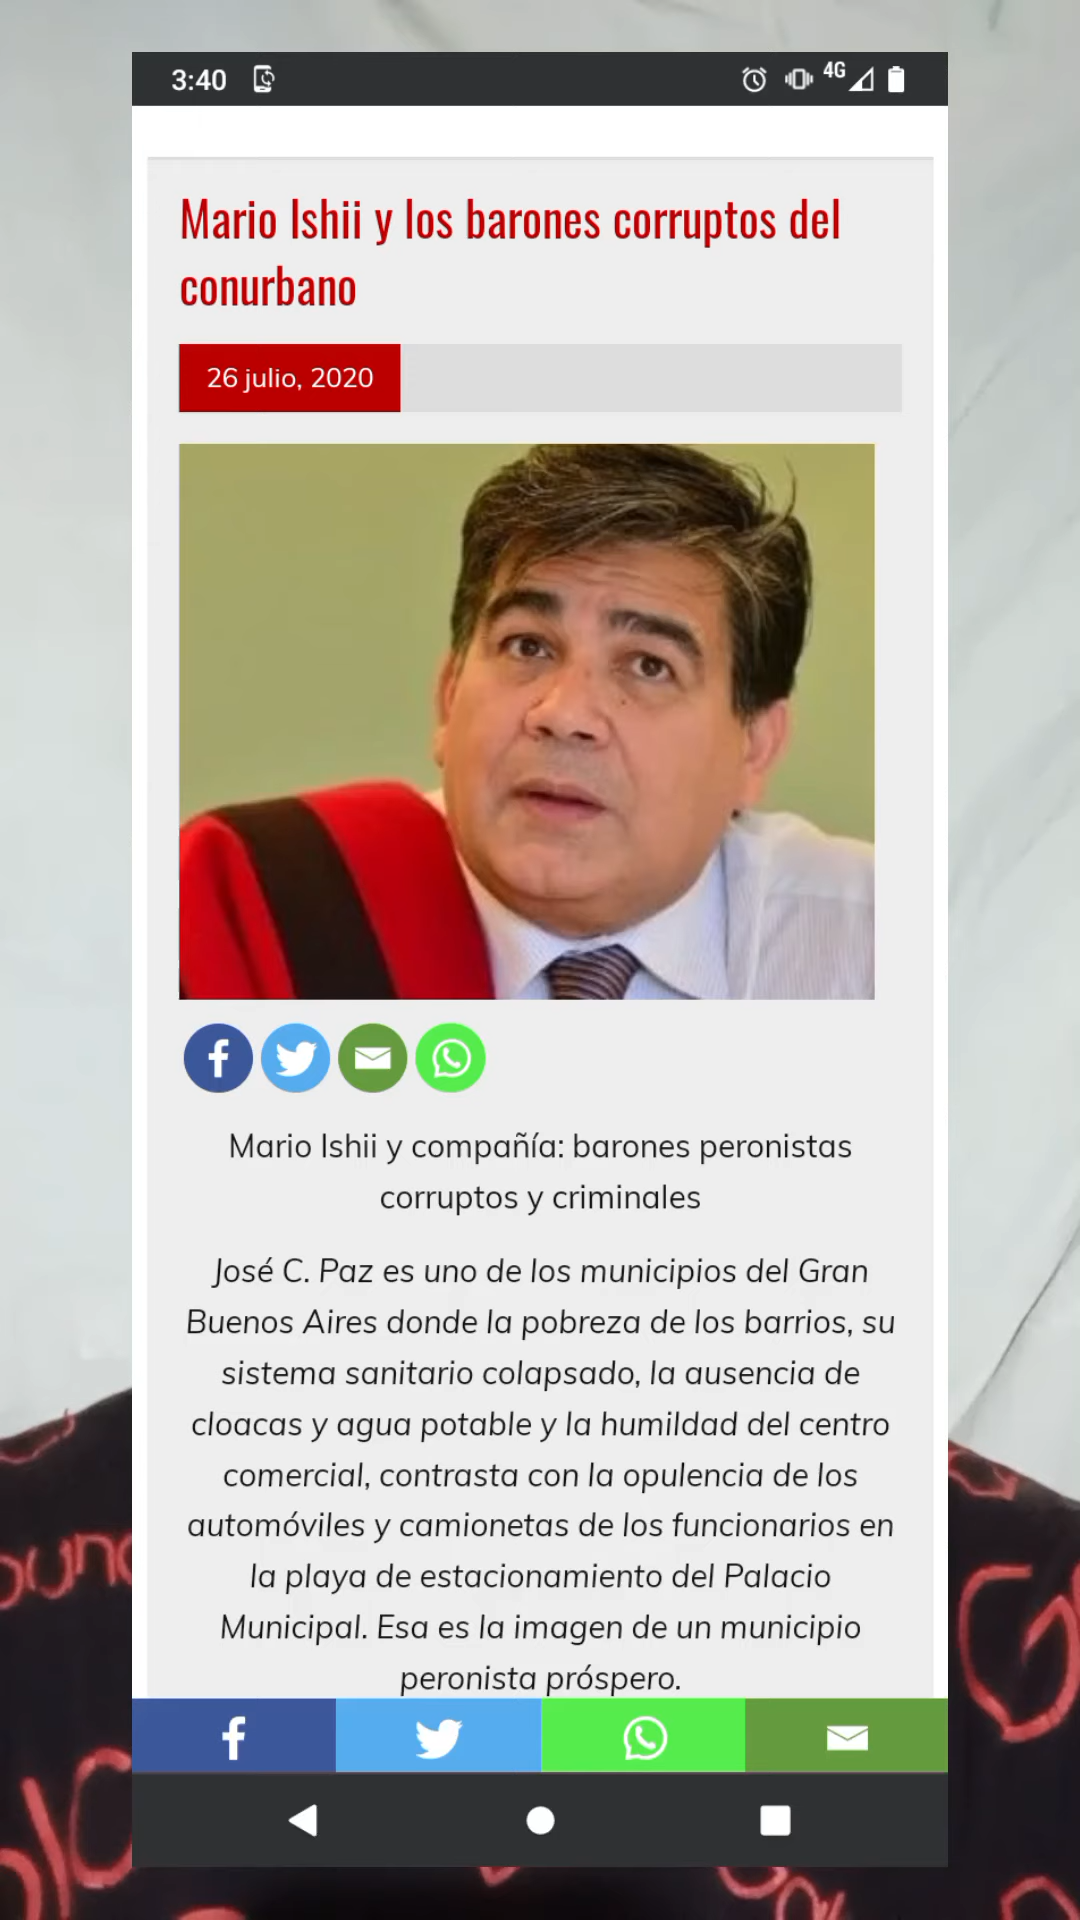 3:40
4G
Mario Ishii y los barones corruptos del
conurbano
26 julio, 2020
Mario Ishii y compañía: barones peronistas
corruptos y criminales
José C. Paz es uno de los municipios del Gran
Buenos Aires donde la pobreza de los barrios, su
sistema sanitario colapsado, la ausencia de
cloacas y agua potable y la humildad del centro
comercial, contrasta con la opulencia de los
automóviles y camionetas de los funcionarios en
la playa de estacionamiento del Palacio
Municipal. Esa es la imagen de un municipio
peronista próspero.